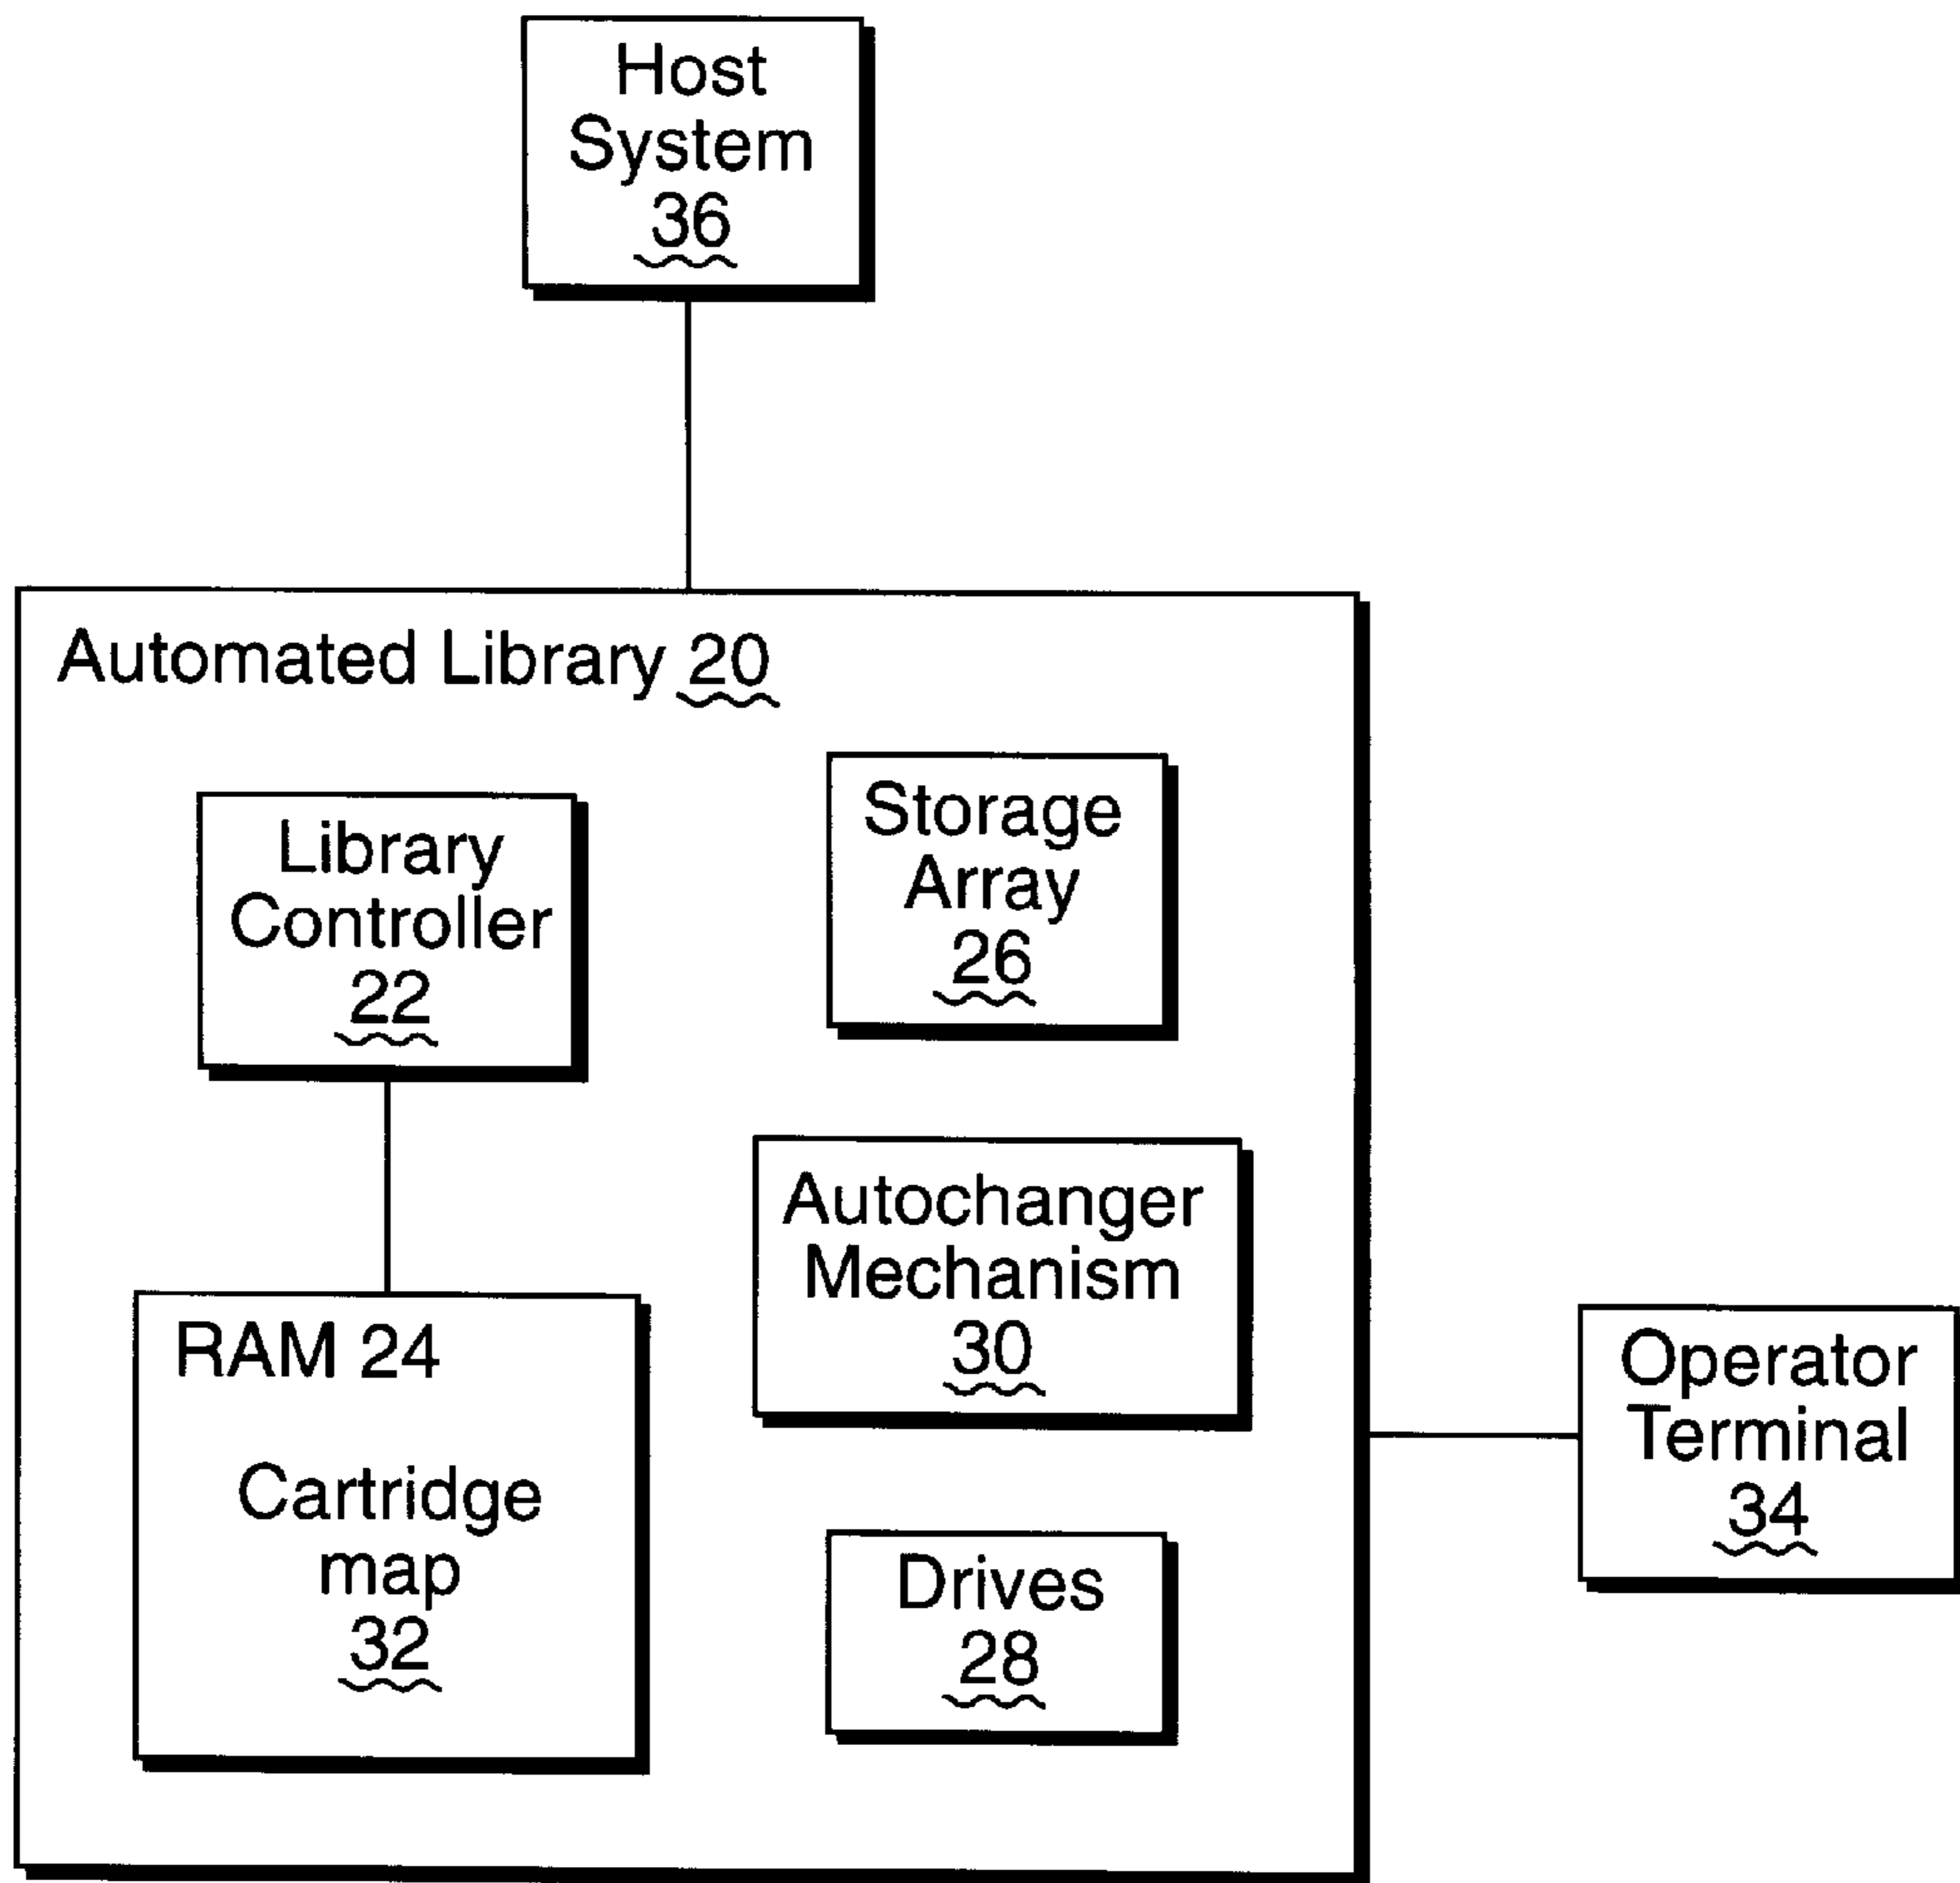 Host
System
36
Automated Library 20
Library
Controller
22
Storage
Array
26
Autochanger
Mechanism
30
RAM 24
Cartridge
map
32
Drives
28
Operator
Terminal
34